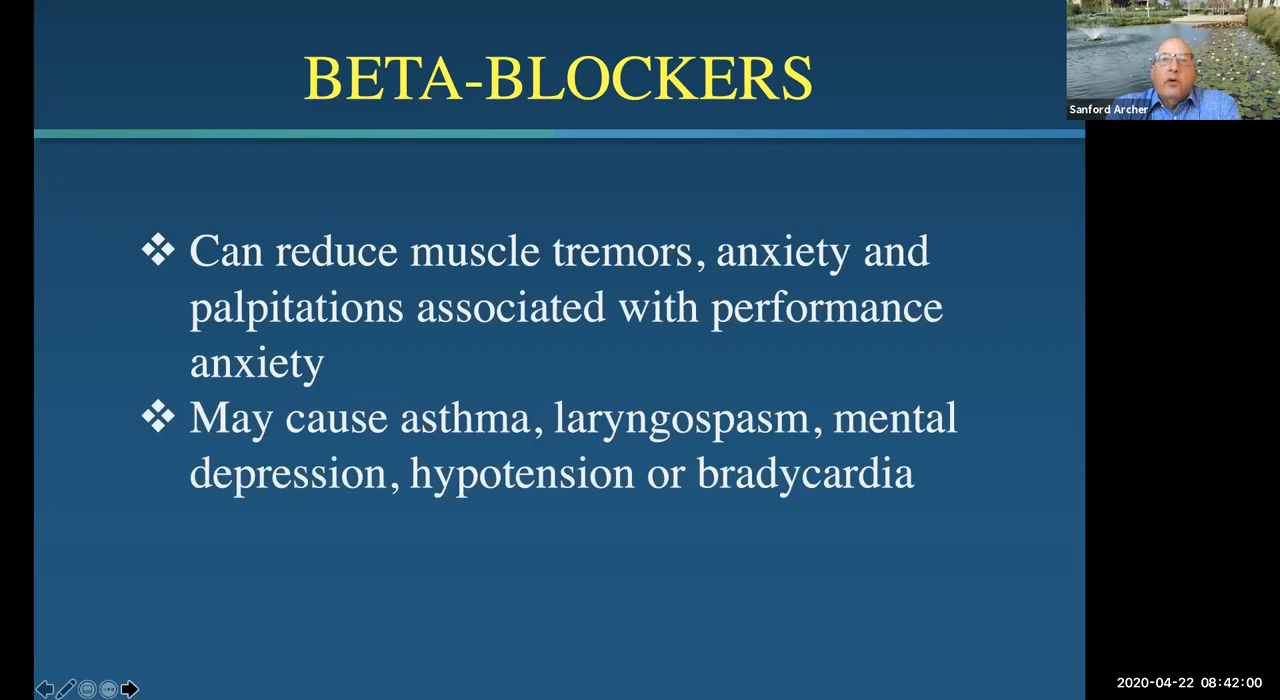 BETA-BLOCKERS
Sanford Archer
❖ Can reduce muscle tremors, anxiety and
palpitations associated with performance
anxiety
❖ May cause asthma, laryngospasm, mental
depression, hypotension or bradycardia
2020-04-22 08:42:00